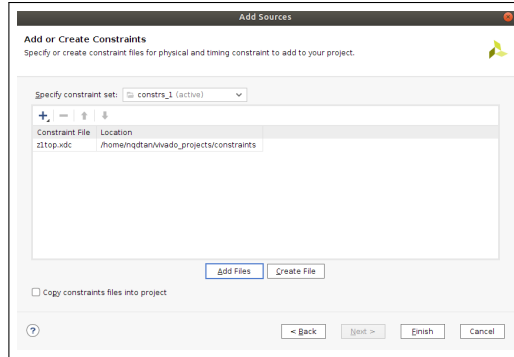 Add Sources
Add or Create Constraints
Specify or create constraint files for physical and timing constraint to add to your project.
Specify constraint set: constrs_1 (active)
Constraint File Location
z1top.xdc /home/nqdtan/vivado_projects/constraints
Add Files Create File
Copy constraints files into project
? < Back Next > Finish Cancel